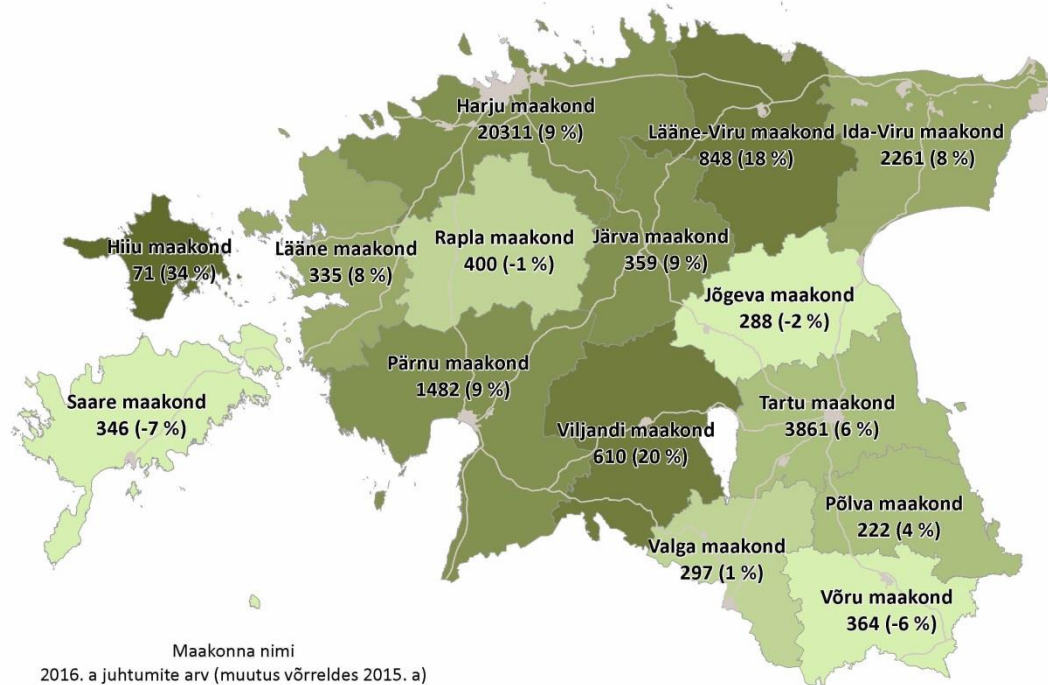 Harju maakond
20311 (9 %)
Lääne-Viru maakond
848 (18 %)
Ida-Viru maakond
2261 (8 %)
Hiiu maakond
71 (34 %)
Lääne maakond
335 (8 %)
Rapla maakond
400 (-1 %)
Järva maakond
359 (9 %)
Jõgeva maakond
288 (-2 %)
Saare maakond
346 (-7 %)
Pärnu maakond
1482 (9 %)
Viljandi maakond
610 (20 %)
Tartu maakond
3861 (6 %)
Põlva maakond
222 (4 %)
Valga maakond
297 (1 %)
Võru maakond
364 (-6 %)
Maakonna nimi
2016. a juhtumite arv (muutus võrreldes 2015. a)